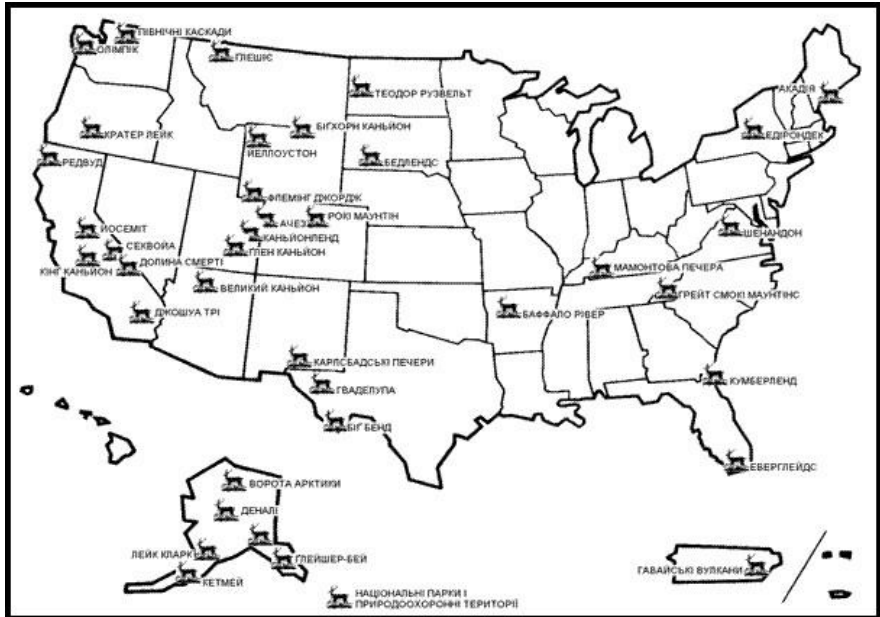 ПІВНІЧНІ КАСКАДИ
ОЛІМПІК
ГЛЕШІЄ
ТЕОДОР РУЗВЕЛЬТ
АКАДІЯ
КРАТЕР ЛЕЙК
БІГХОРН КАНЬЙОН
ЙЕЛЛОУСТОН
ЕДІРОНДЕК
РЕДВУД
БЕДЛЕНДС
ФЛЕМІНГ ДЖОРДЖ
АЧЕЗ
РОКІ МАУНТІН
ЙОСЕМІТ
КАНЬЙОНЛЕНД
ШЕНАНДОН
СЕКВОЙА
ГЛЕН КАНЬЙОН
КІНГ КАНЬЙОН
ДОЛИНА СМЕРТІ
МАМОНТОВА ПЕЧЕРА
ВЕЛИКИЙ КАНЬЙОН
ГРЕЙТ СМОКІ МАУНТІНС
ДЖОШУА ТРІ
БАФФАЛО РІВЕР
КАРЛСБАДСЬКІ ПЕЧЕРИ
ГВАДЕЛУПА
КУМБЕРЛЕНД
БІГ БЕНД
ЕВЕРГЛЕЙДС
ВОРОТА АРКТИКИ
ДЕНАЛІ
ЛЕЙК КЛАРК
ГЛЕЙШЕР-БЕЙ
КЕТМЕЙ
ГАВАЙСЬКІ ВУЛКАНИ
НАЦІОНАЛЬНІ ПАРКИ І
ПРИРОДООХОРОННІ ТЕРИТОРІЇ